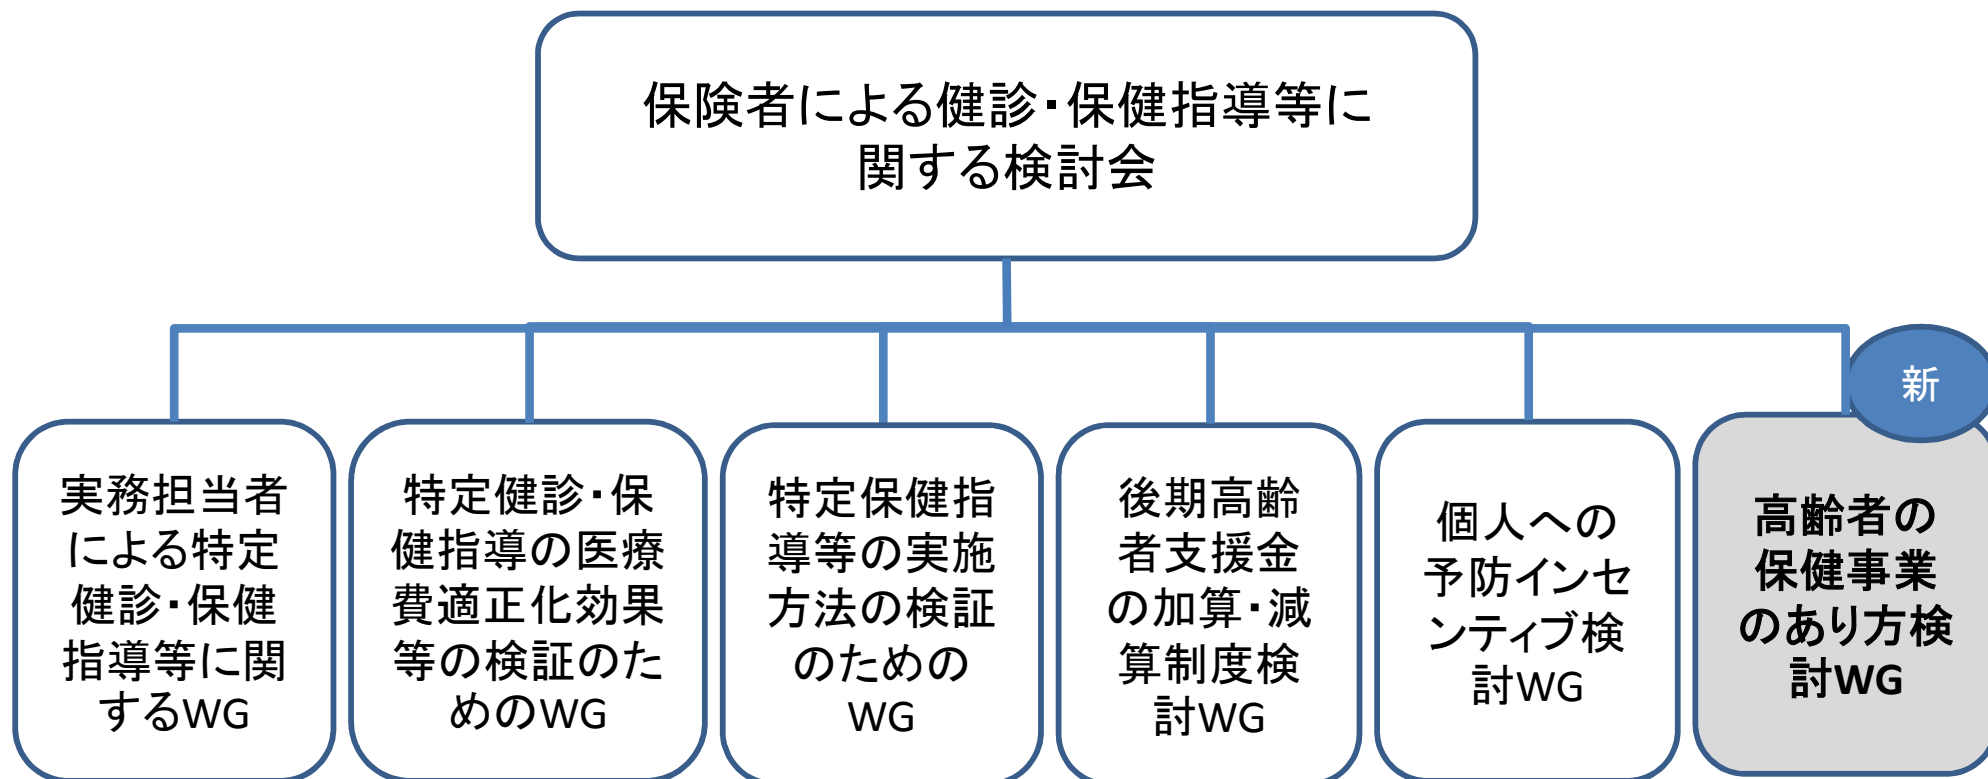 保険者による健診・保健指導等に
関する検討会
新
実務担当者
による特定
健診・保健
指導等に関
するWG
特定健診・保
健指導の医療
費適正化効果
等の検証のた
めのWG
特定保健指
導等の実施
方法の検証
のための
WG
後期高齢
者支援金
の加算・減
算制度検
討WG
個人への
予防インセ
ンティブ検
討WG
高齢者の
保健事業
のあり方検
討WG